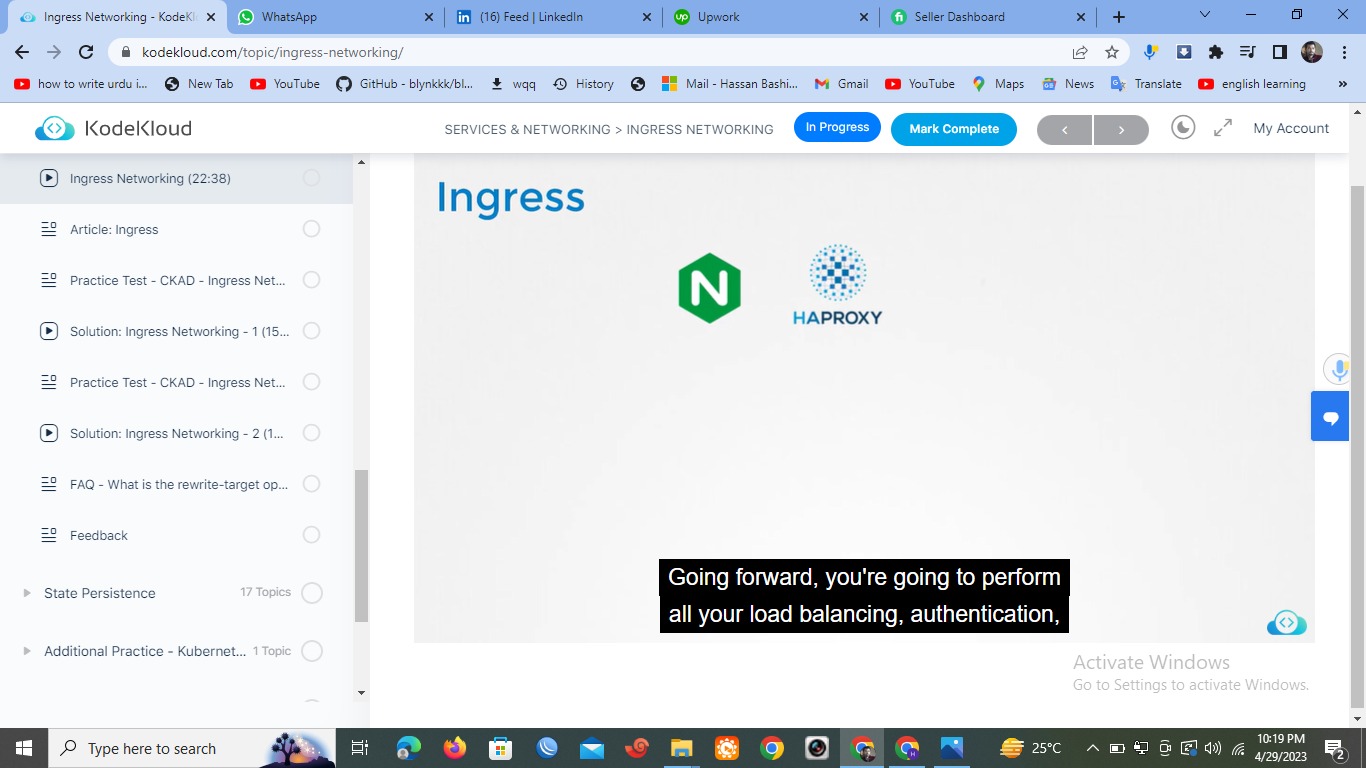 Ingress Networking - KodeKl
WhatsApp
(16) Feed | LinkedIn
Upwork
Seller Dashboard
kodekloud.com/topic/ingress-networking/
how to write urdu i...
New Tab
YouTube
GitHub - blynkkk/bl...
wqq
History
Mail - Hassan Bashi...
Gmail
YouTube
Maps
News
Translate
english learning
KodeKloud
SERVICES & NETWORKING > INGRESS NETWORKING
In Progress
Mark Complete
My Account
Ingress Networking (22:38)
Article: Ingress
Practice Test - CKAD - Ingress Net...
Solution: Ingress Networking - 1 (15...
Practice Test - CKAD - Ingress Net...
Solution: Ingress Networking - 2 (1...
FAQ - What is the rewrite-target op...
Feedback
State Persistence
17 Topics
Additional Practice - Kubernet...
1 Topic
Ingress
N
HAPROXY
Going forward, you're going to perform
all your load balancing, authentication,
Activate Windows
Go to Settings to activate Windows.
Type here to search
25°C
10:19 PM
4/29/2023
2